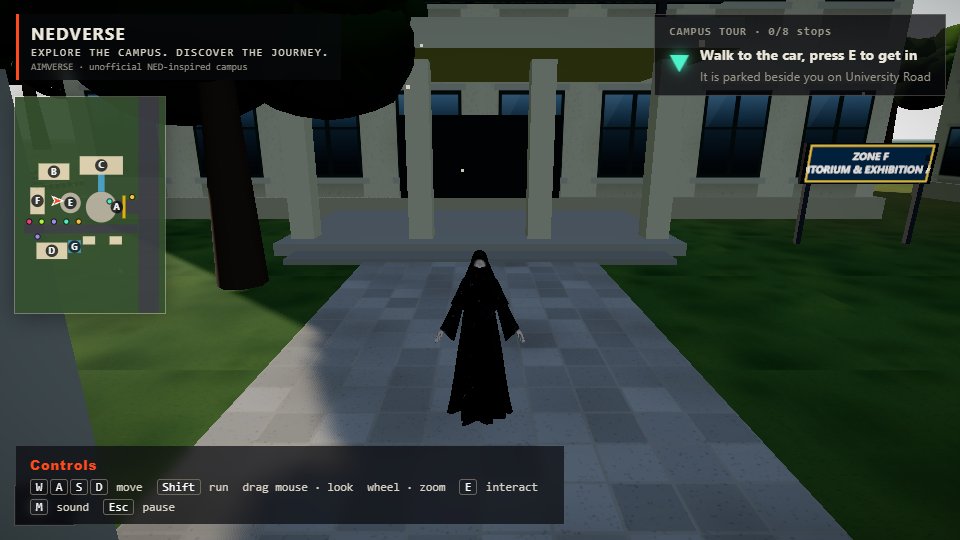 NEDVERSE
EXPLORE THE CAMPUS. DISCOVER THE JOURNEY.
AIMVERSE · unofficial NED-inspired campus
CAMPUS TOUR · 0/8 stops
Walk to the car, press E to get in
It is parked beside you on University Road
B
C
F
E
A
D
G
ZONE F
& EXHIBITION
Controls
W A S D move Shift run drag mouse · look wheel · zoom E interact
M sound Esc pause